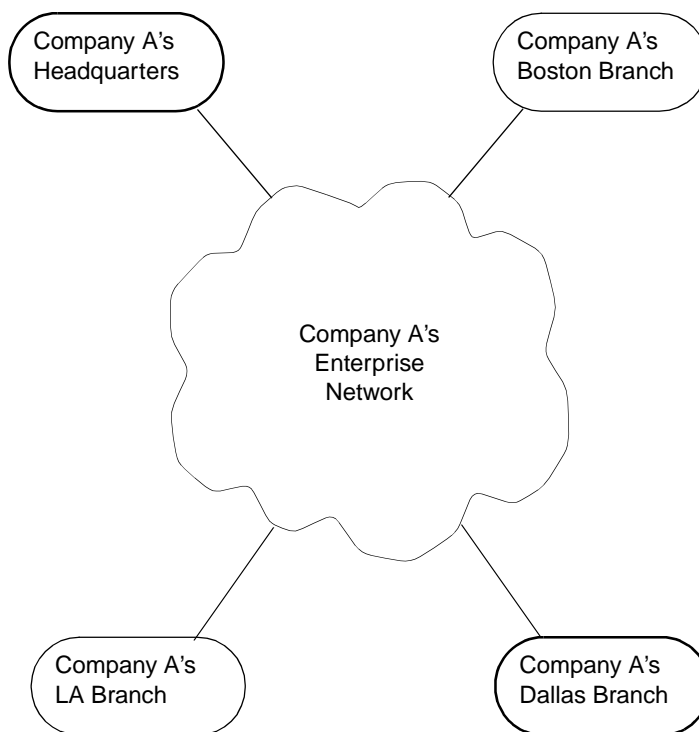 Company A’s
Headquarters
Company A’s
Boston Branch
Company A’s
Enterprise
Network
Company A’s
LA Branch
Company A’s
Dallas Branch